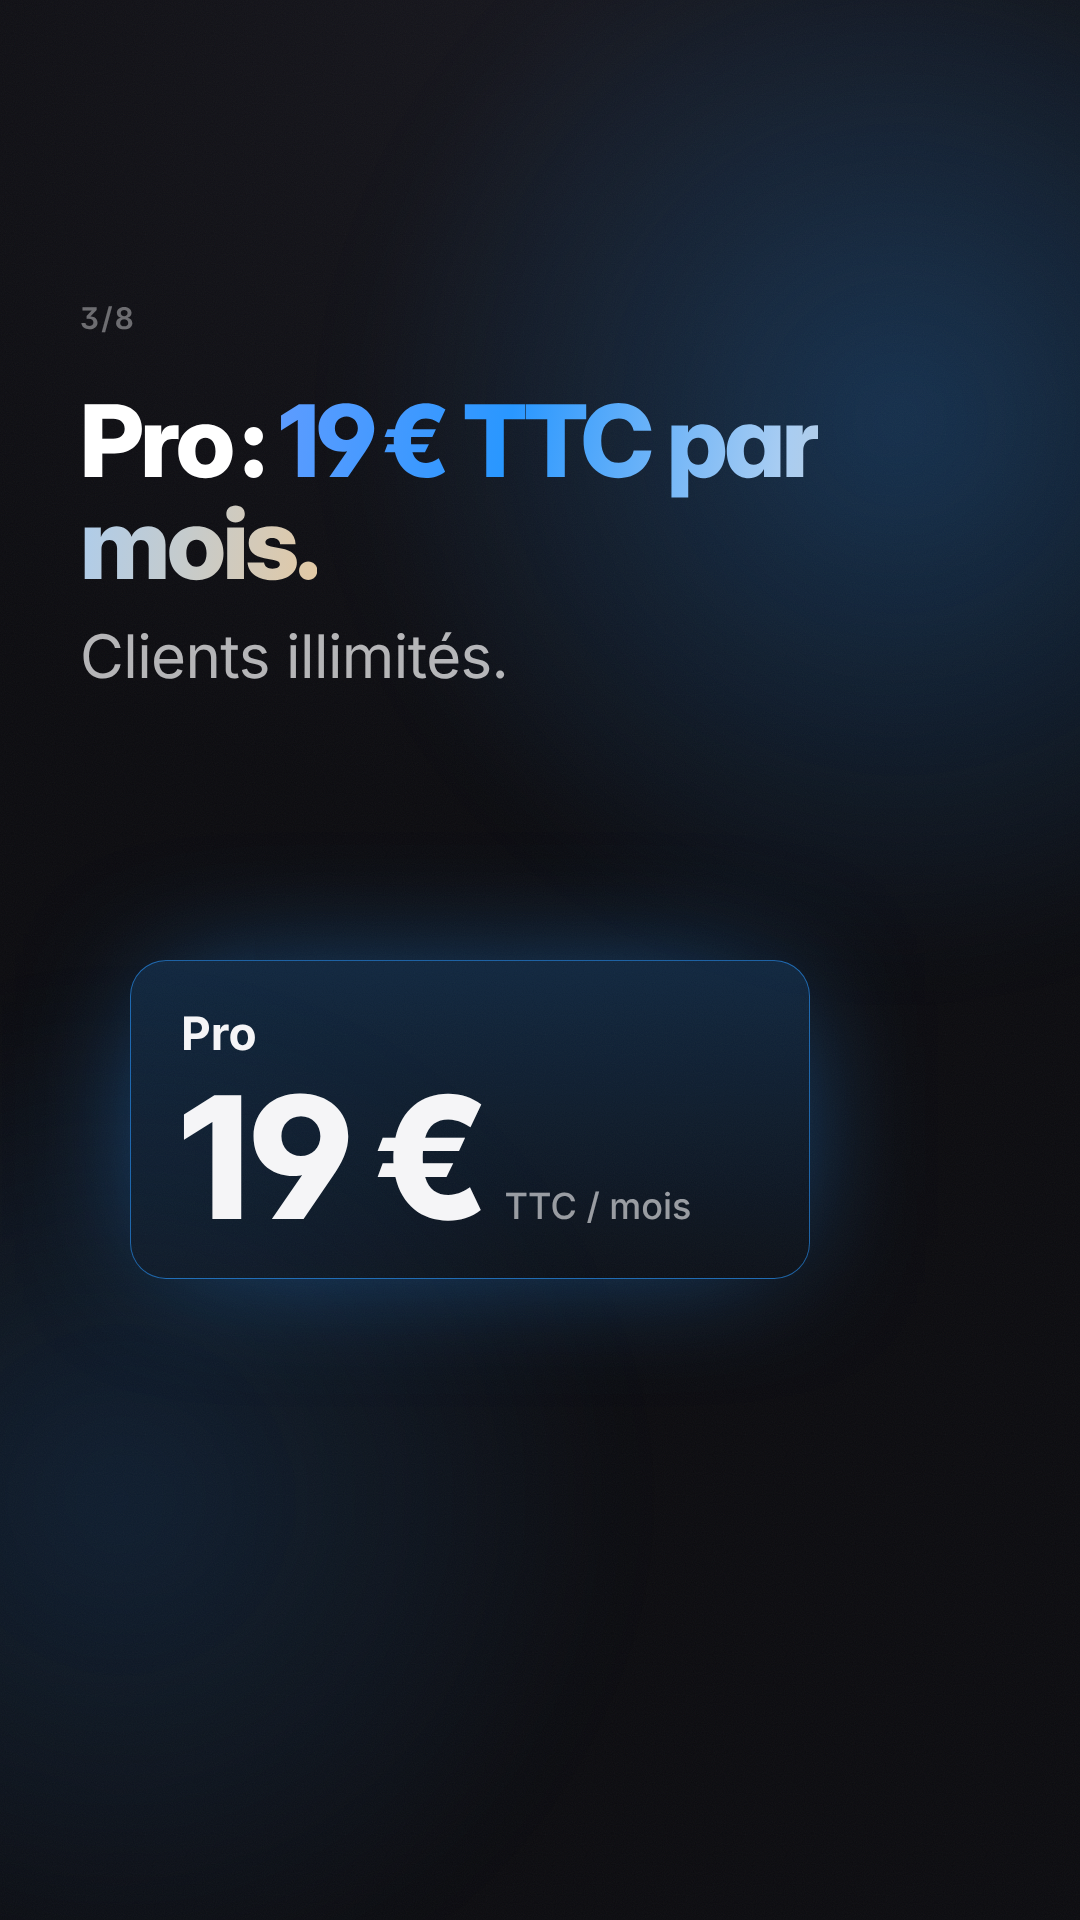 3/8
Pro : 19 € TTC par
mois.
Clients illimités.
Pro
19 € TTC / mois